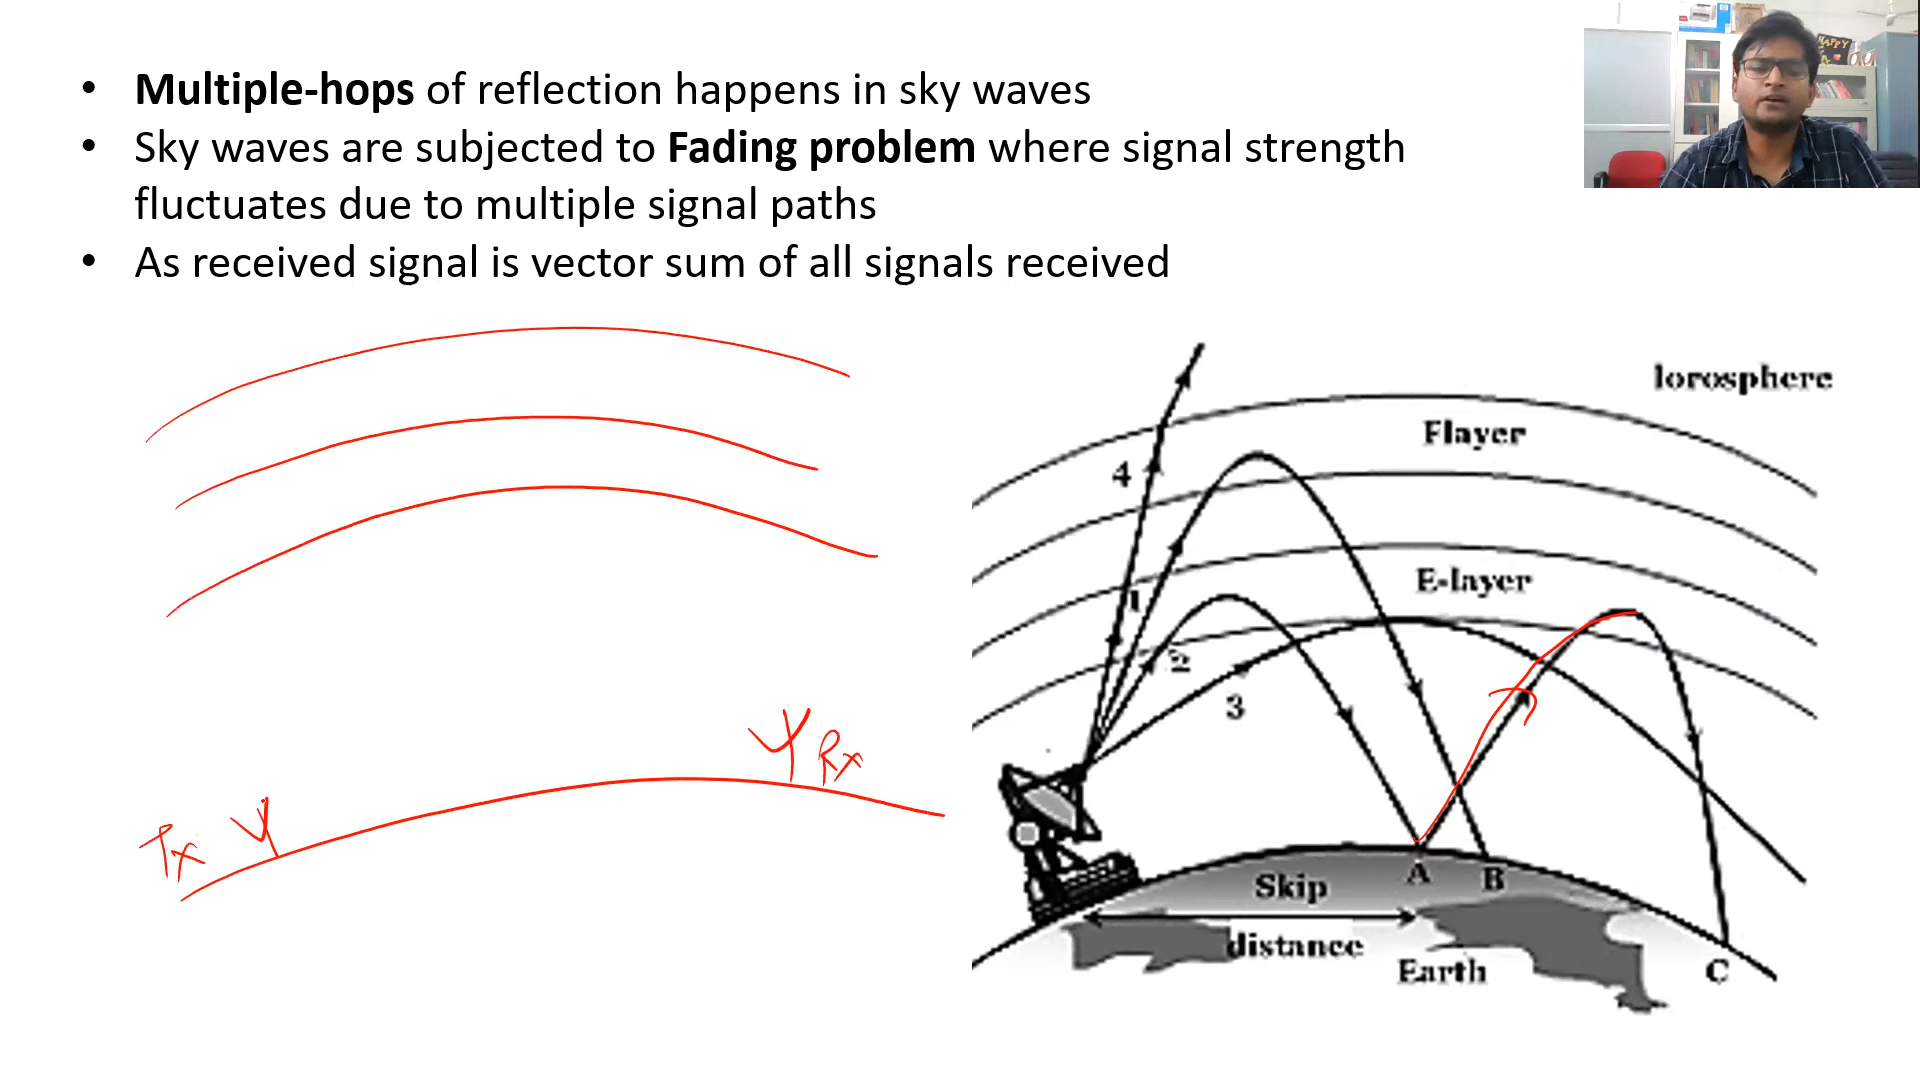 • Multiple-hops of reflection happens in sky waves
• Sky waves are subjected to Fading problem where signal strength
fluctuates due to multiple signal paths
• As received signal is vector sum of all signals received
HAPPY
Tx
Rx
Iorosphere
Flayer
4
E-layer
1
2
3
A
B
Skip
distance
Earth
C